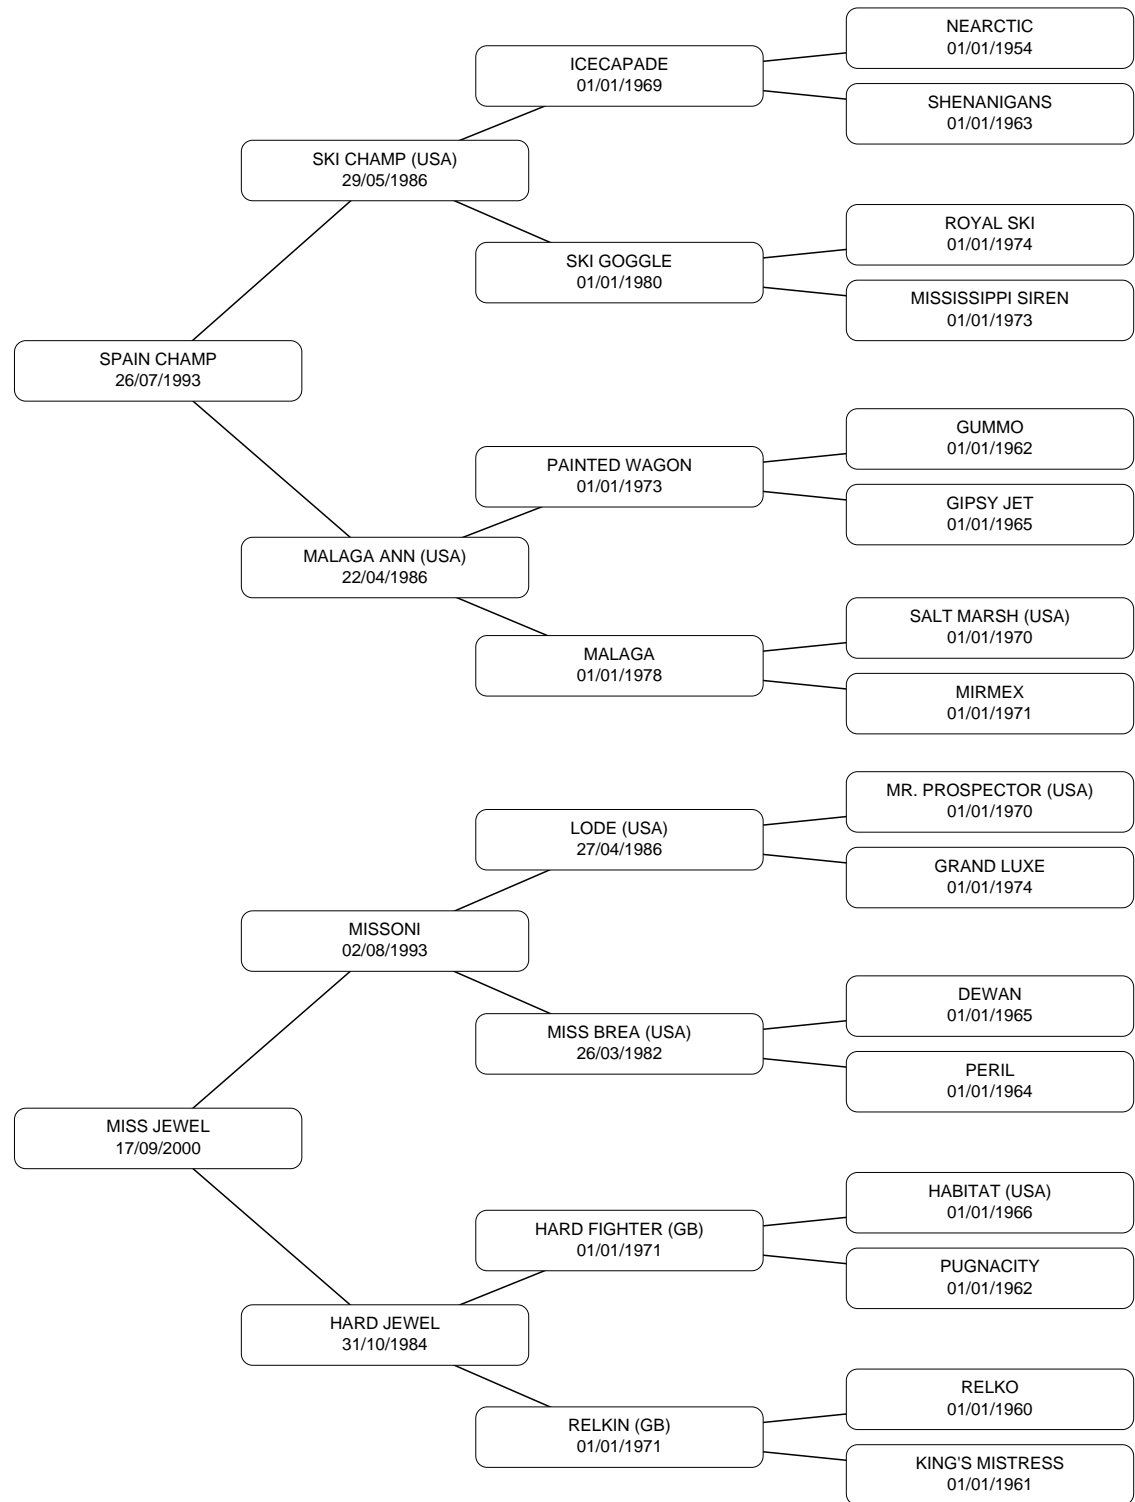 NEARCTIC
01/01/1954
ICECAPADE
01/01/1969
SHENANIGANS
01/01/1963
SKI CHAMP (USA)
29/05/1986
ROYAL SKI
01/01/1974
SKI GOGGLE
01/01/1980
MISSISSIPPI SIREN
01/01/1973
SPAIN CHAMP
26/07/1993
GUMMO
01/01/1962
PAINTED WAGON
01/01/1973
GIPSY JET
01/01/1965
MALAGA ANN (USA)
22/04/1986
SALT MARSH (USA)
01/01/1970
MALAGA
01/01/1978
MIRMEX
01/01/1971
MR. PROSPECTOR (USA)
01/01/1970
LODE (USA)
27/04/1986
GRAND LUXE
01/01/1974
MISSONI
02/08/1993
DEWAN
01/01/1965
MISS BREA (USA)
26/03/1982
PERIL
01/01/1964
MISS JEWEL
17/09/2000
HABITAT (USA)
01/01/1966
HARD FIGHTER (GB)
01/01/1971
PUGNACITY
01/01/1962
HARD JEWEL
31/10/1984
RELKO
01/01/1960
RELKIN (GB)
01/01/1971
KING'S MISTRESS
01/01/1961